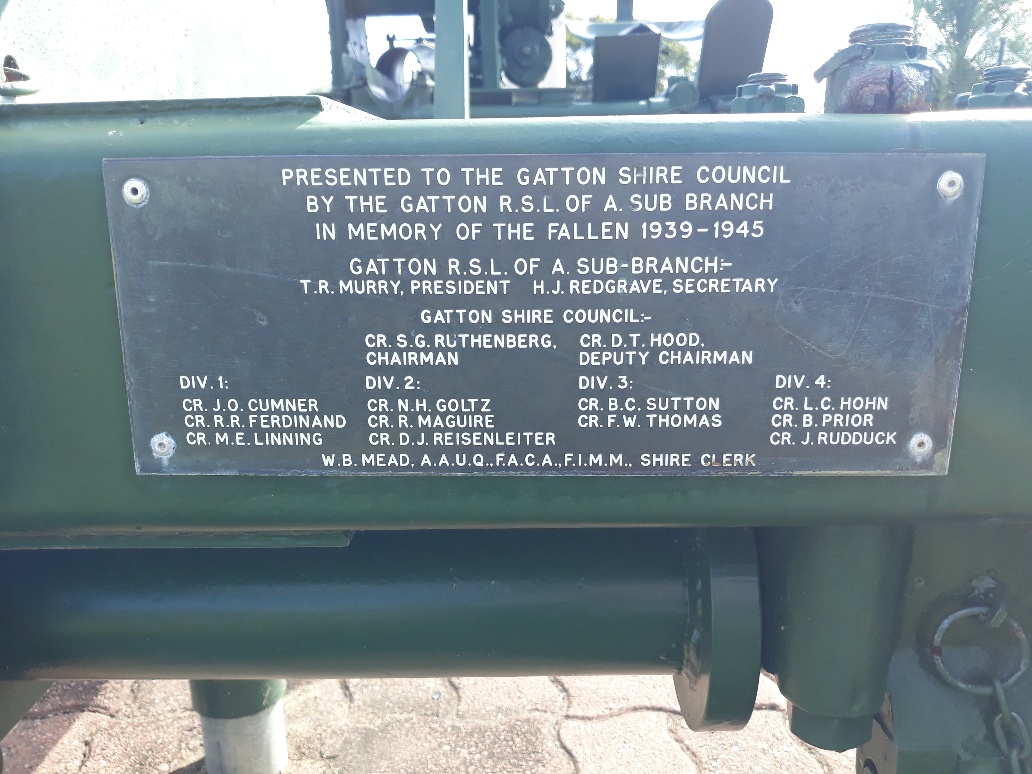 PRESENTED TO THE GATTON SHIRE COUNCIL
BY THE GATTON R.S.L. OF A. SUB BRANCH
IN MEMORY OF THE FALLEN 1939-1945
GATTON R.S.L. OF A. SUB-BRANCH:-
T.R. MURRY, PRESIDENT H.J. REDGRAVE, SECRETARY
GATTON SHIRE COUNCIL:-
CR. S.G. RUTHENBERG, CR. D.T. HOOD,
CHAIRMAN DEPUTY CHAIRMAN
DIV. 1: DIV. 2: DIV. 3: DIV. 4:
CR. J.O. CUMNER CR. N.H. GOLTZ CR. B.C. SUTTON CR. L.C. HOHN
CR. R.R. FERDINAND CR. R. MAGUIRE CR. F.W. THOMAS CR. B. PRIOR
CR. M.E. LINNING CR. D.J. REISENLEITER CR. J. RUDDUCK
W.B. MEAD, A.A.U.Q., F.A.C.A., F.I.M.M., SHIRE CLERK